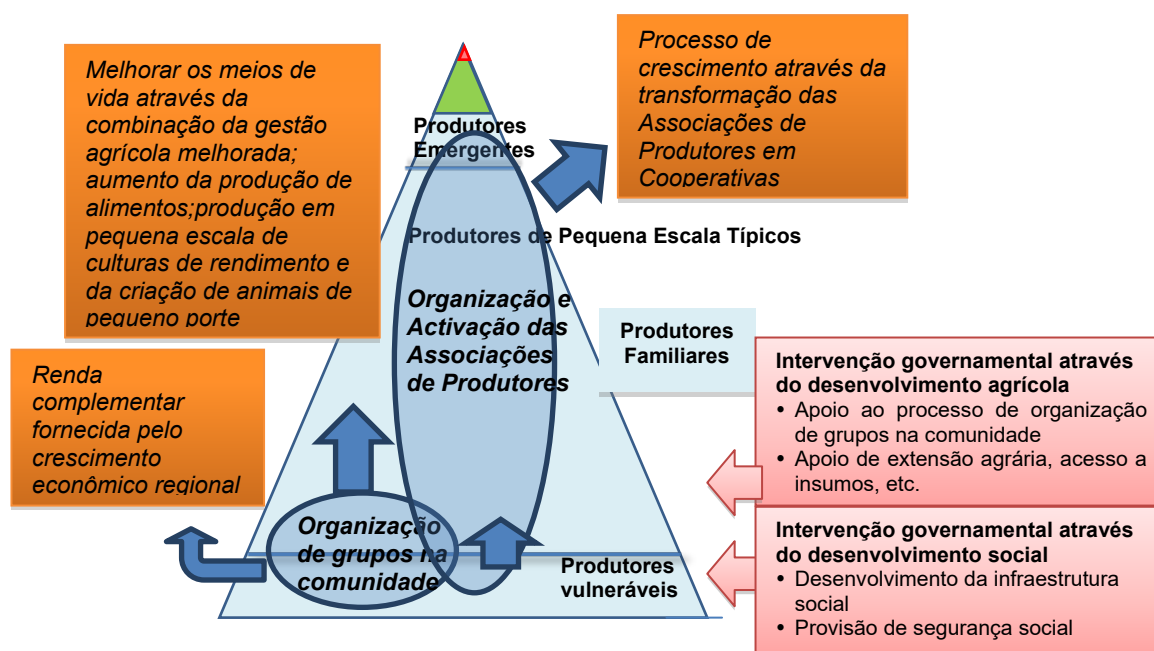 Melhorar os meios de
vida através da
combinação da gestão
agrícola melhorada;
aumento da produção de
alimentos;produção em
pequena escala de
culturas de rendimento e
da criação de animais de
pequeno porte
Processo de
crescimento através da
transformação das
Associações de
Produtores em
Cooperativas
Produtores
Emergentes
Produtores de Pequena Escala Típicos
Organização e
Activação das
Associações
de Produtores
Produtores
Familiares
Renda
complementar
fornecida pelo
crescimento
econômico regional
Organização
de grupos na
comunidade
Produtores
vulneráveis
Intervenção governamental através
do desenvolvimento agrícola
• Apoio ao processo de organização
de grupos na comunidade
• Apoio de extensão agrária, acesso a
insumos, etc.
Intervenção governamental através
do desenvolvimento social
• Desenvolvimento da infraestrutura
social
• Provisão de segurança social